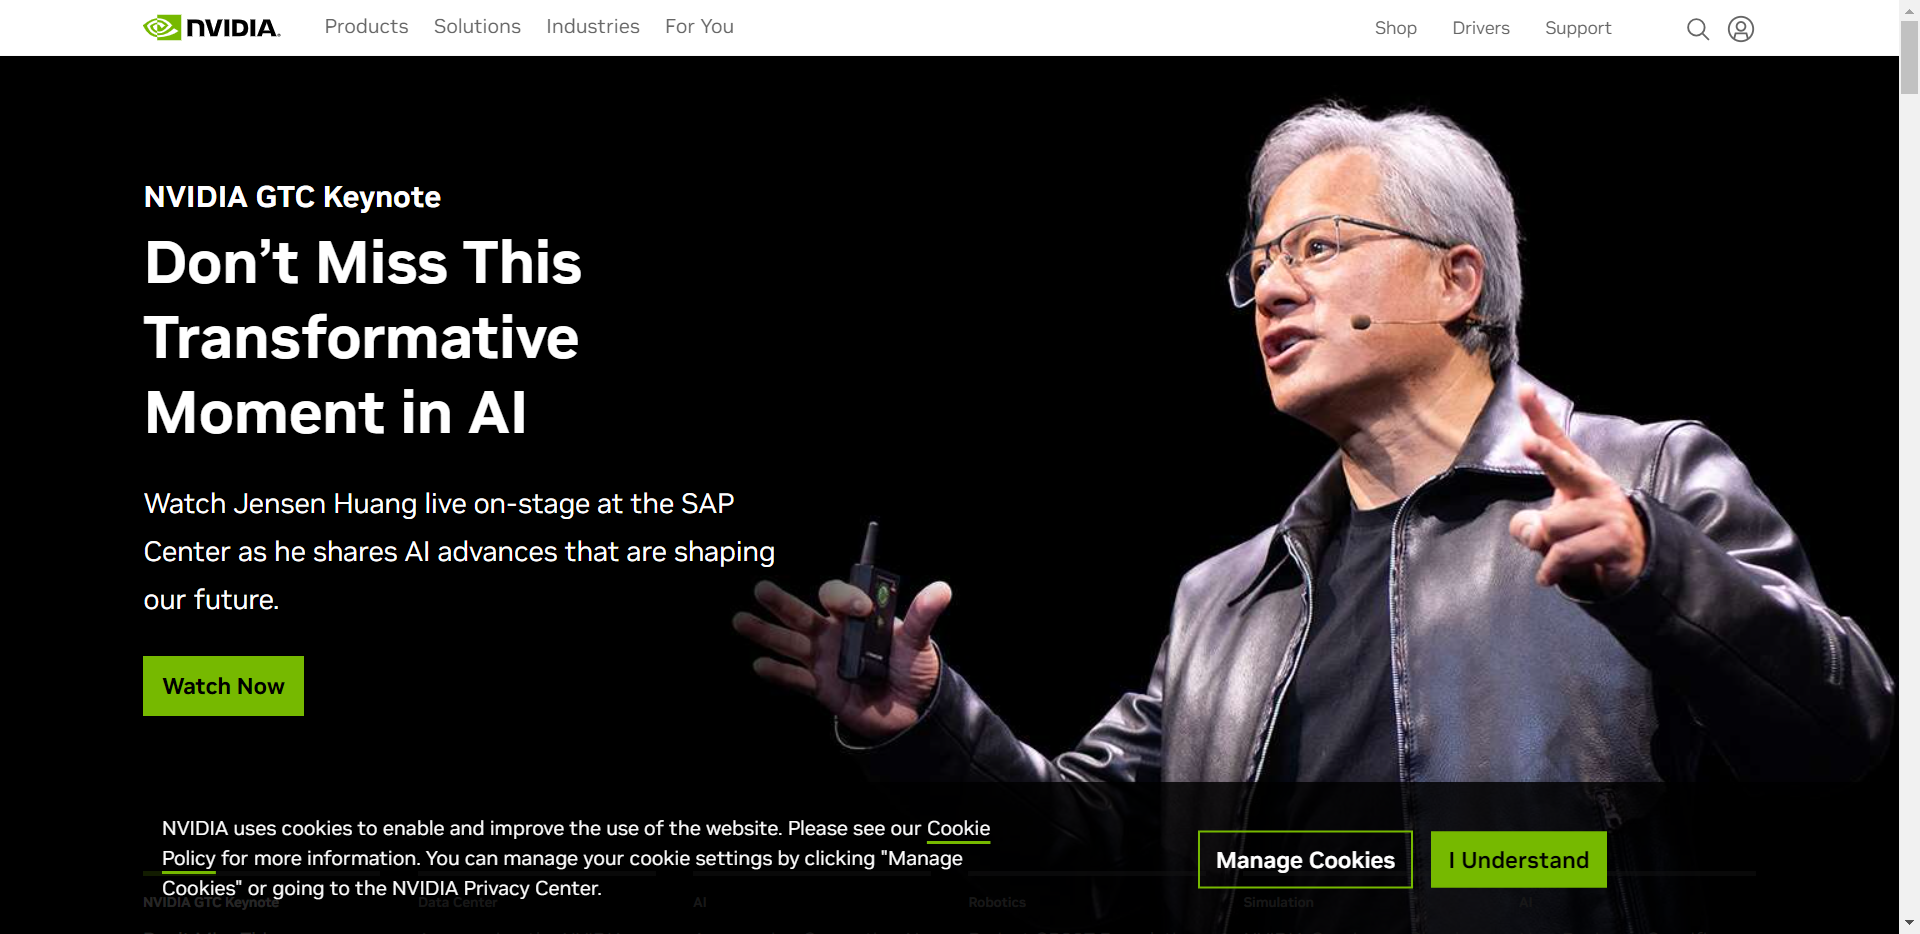 NVIDIA.
Products
Solutions
Industries
For You
Shop
Drivers
Support
NVIDIA GTC Keynote
Don’t Miss This
Transformative
Moment in AI
Watch Jensen Huang live on-stage at the SAP
Center as he shares AI advances that are shaping
our future.
Watch Now
NVIDIA uses cookies to enable and improve the use of the website. Please see our Cookie
Policy for more information. You can manage your cookie settings by clicking "Manage
Cookies" or going to the NVIDIA Privacy Center.
Manage Cookies
I Understand
NVIDIA GTC Keynote
Data Center
AI
Robotics
Simulation
AI